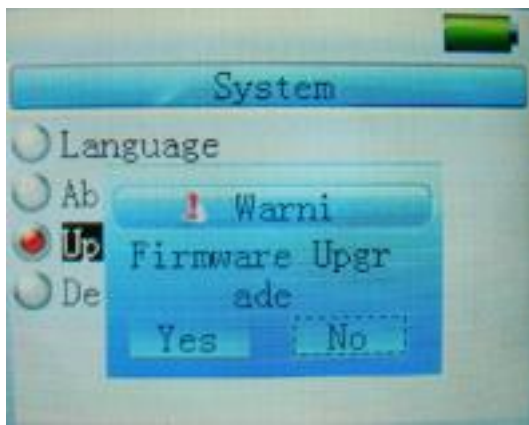 System
Language
Ab
Warni
Up
Firmware Upgr
ade
De
Yes No